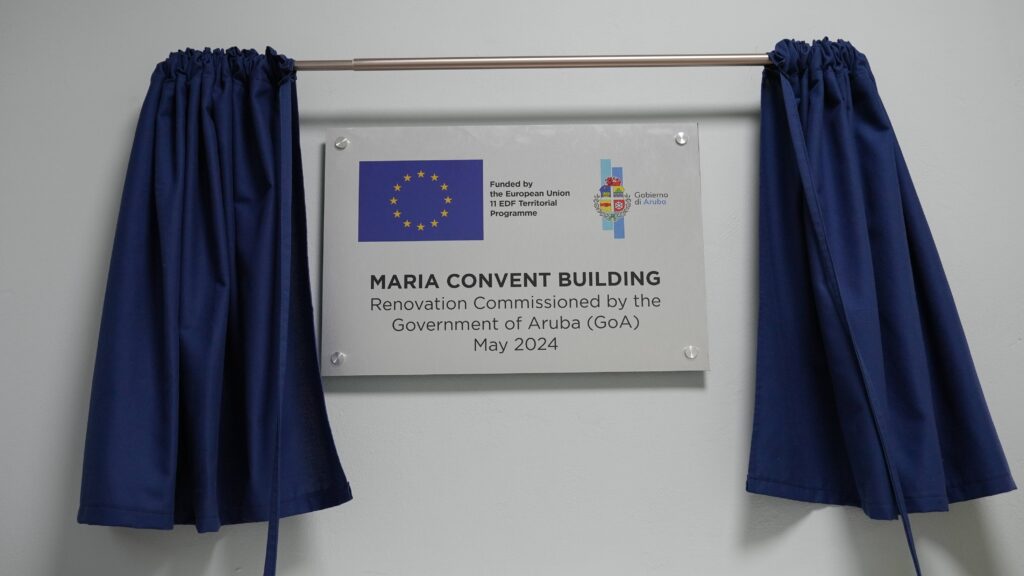 Funded by
the European Union
11 EDF Territorial
Programme
Gobierno
di Aruba
MARIA CONVENT BUILDING
Renovation Commissioned by the
Government of Aruba (GoA)
May 2024